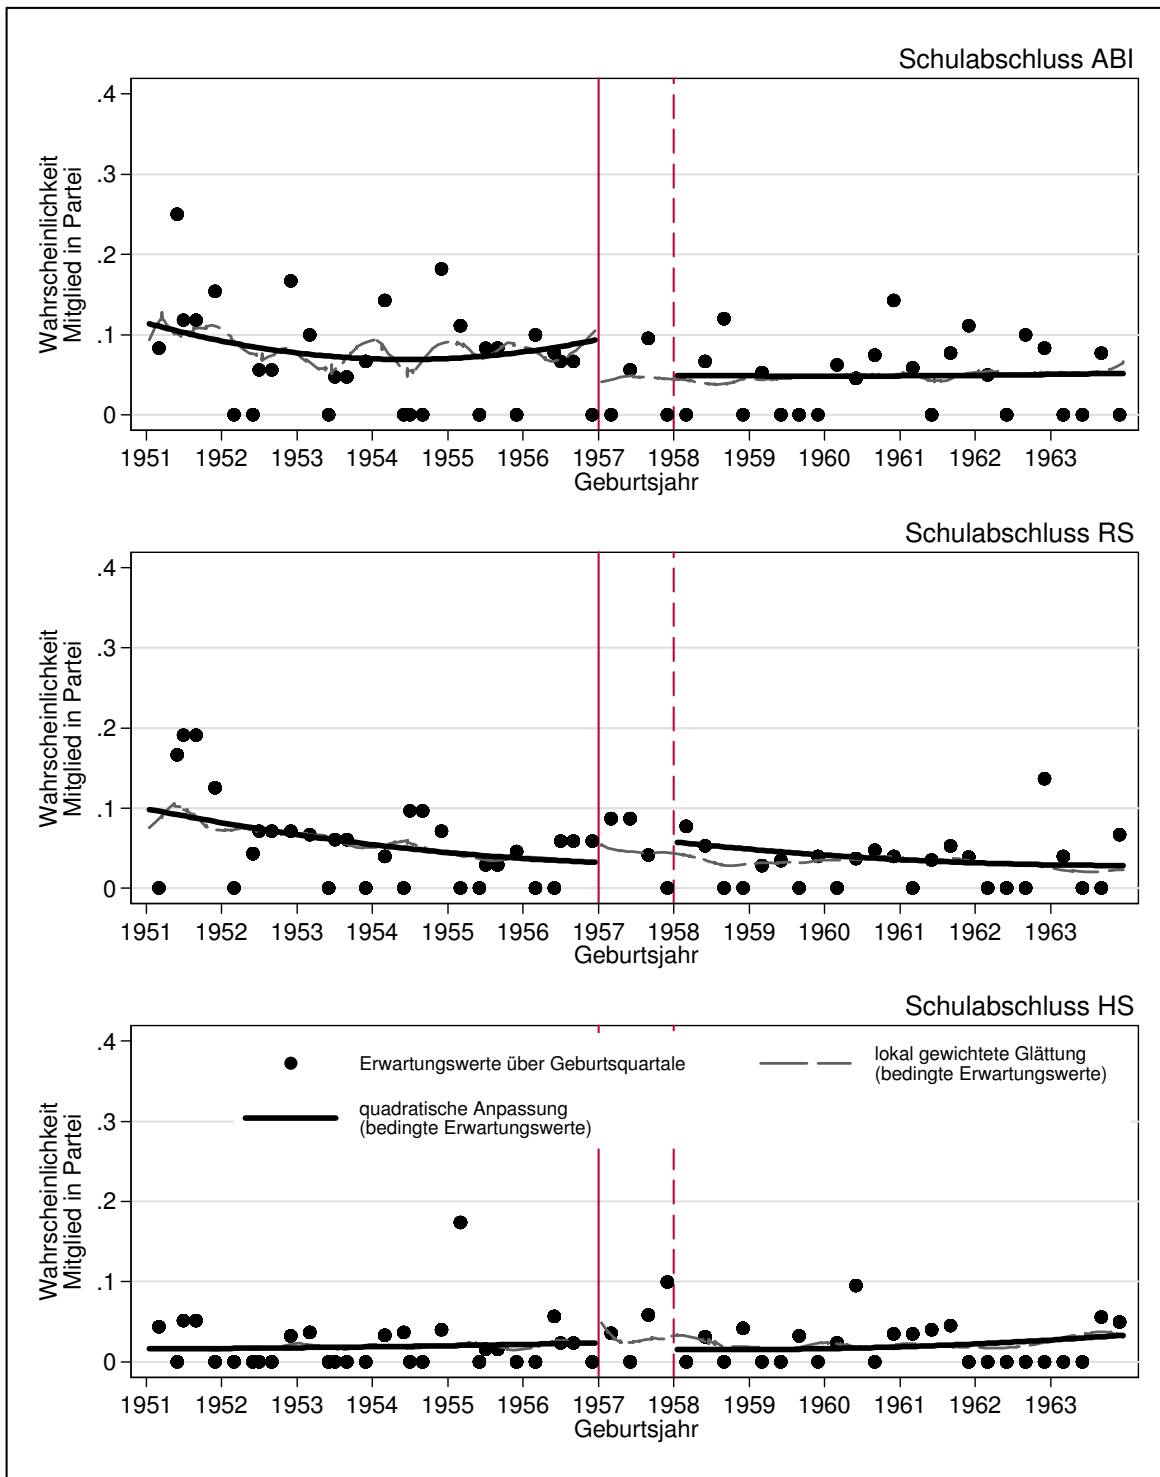 Schulabschluss ABI
Wahrscheinlichkeit
Mitglied in Partei
.4
.3
.2
.1
0
1951 1952 1953 1954 1955 1956 1957 1958 1959 1960 1961 1962 1963
Geburtsjahr
Schulabschluss RS
Wahrscheinlichkeit
Mitglied in Partei
.4
.3
.2
.1
0
1951 1952 1953 1954 1955 1956 1957 1958 1959 1960 1961 1962 1963
Geburtsjahr
Schulabschluss HS
Wahrscheinlichkeit
Mitglied in Partei
.4
.3
.2
.1
0
Erwartungswerte über Geburtsquartale
lokal gewichtete Glättung
(bedingte Erwartungswerte)
quadratische Anpassung
(bedingte Erwartungswerte)
1951 1952 1953 1954 1955 1956 1957 1958 1959 1960 1961 1962 1963
Geburtsjahr